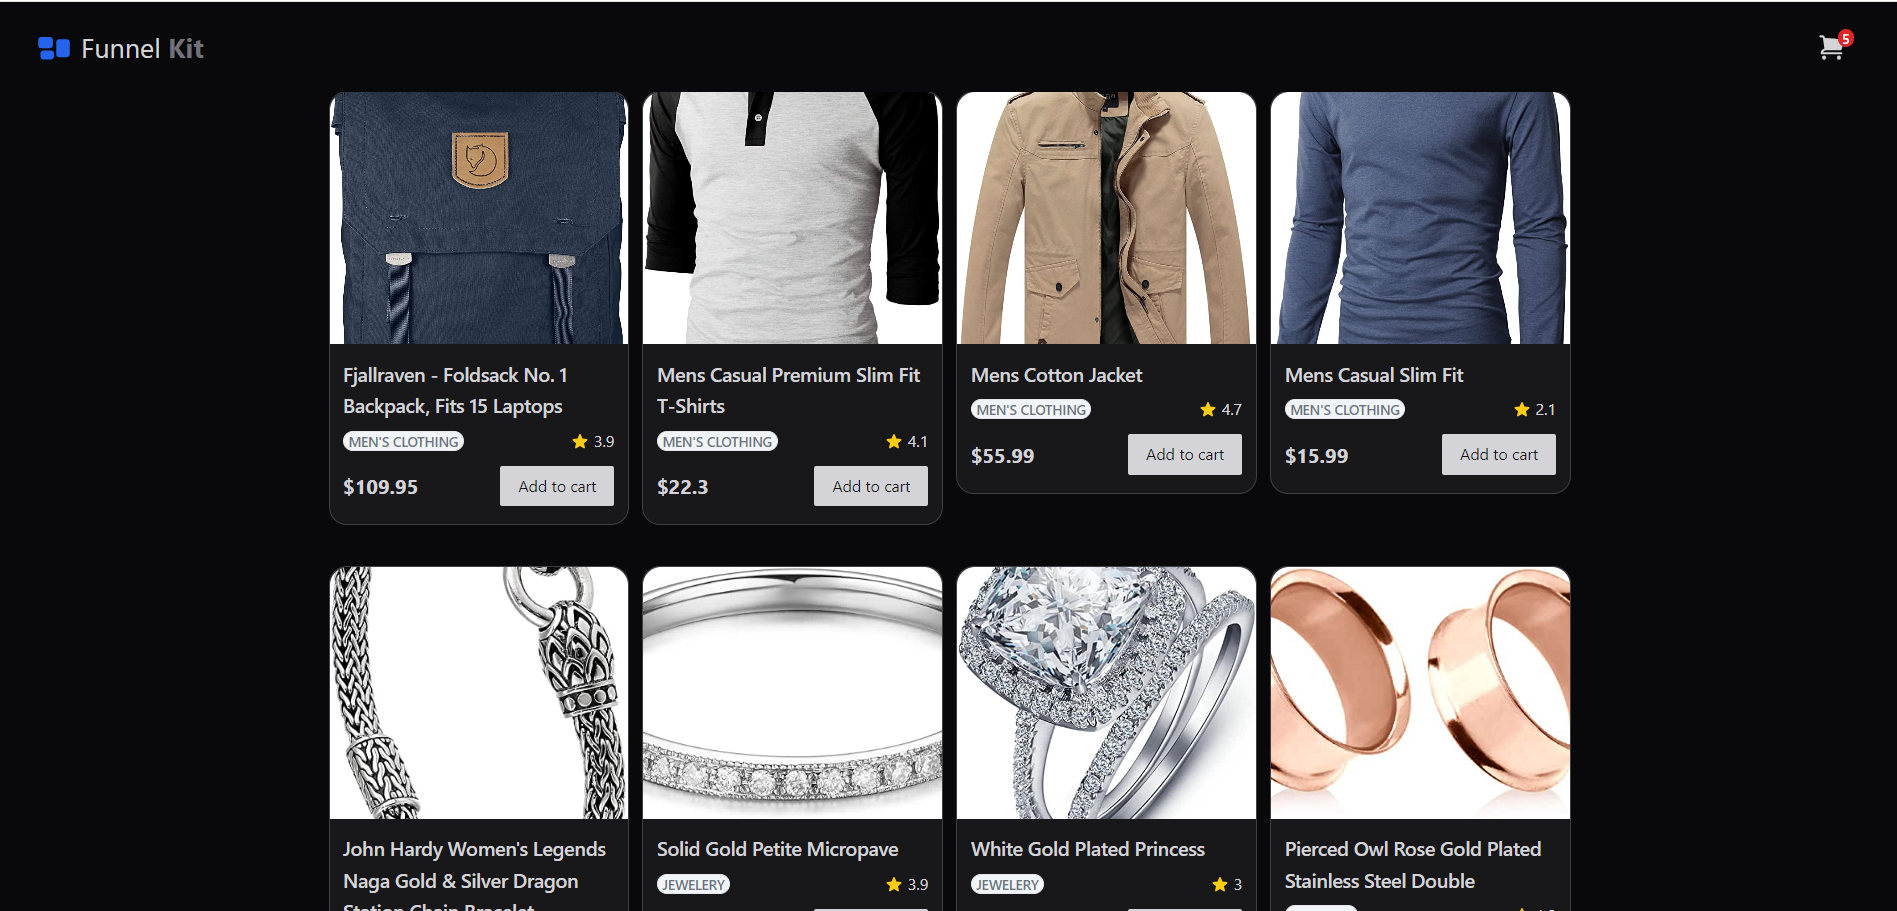 Funnel Kit
5
Fjallraven - Foldsack No. 1
Backpack, Fits 15 Laptops
MEN'S CLOTHING
3.9
$109.95
Add to cart
Mens Casual Premium Slim Fit
T-Shirts
MEN'S CLOTHING
4.1
$22.3
Add to cart
Mens Cotton Jacket
MEN'S CLOTHING
4.7
$55.99
Add to cart
Mens Casual Slim Fit
MEN'S CLOTHING
2.1
$15.99
Add to cart
John Hardy Women's Legends
Naga Gold & Silver Dragon
Station Chain Bracelet
Solid Gold Petite Micropave
JEWELERY
3.9
White Gold Plated Princess
JEWELERY
3
Pierced Owl Rose Gold Plated
Stainless Steel Double